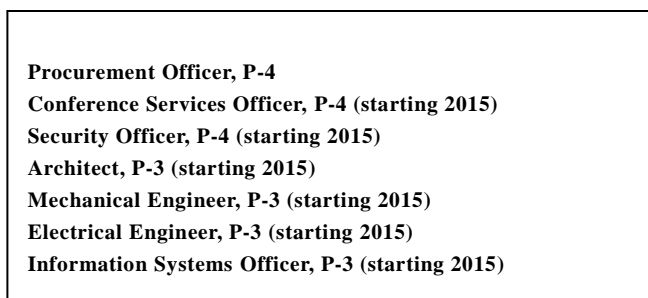 Procurement Officer, P-4
Conference Services Officer, P-4 (starting 2015)
Security Officer, P-4 (starting 2015)
Architect, P-3 (starting 2015)
Mechanical Engineer, P-3 (starting 2015)
Electrical Engineer, P-3 (starting 2015)
Information Systems Officer, P-3 (starting 2015)